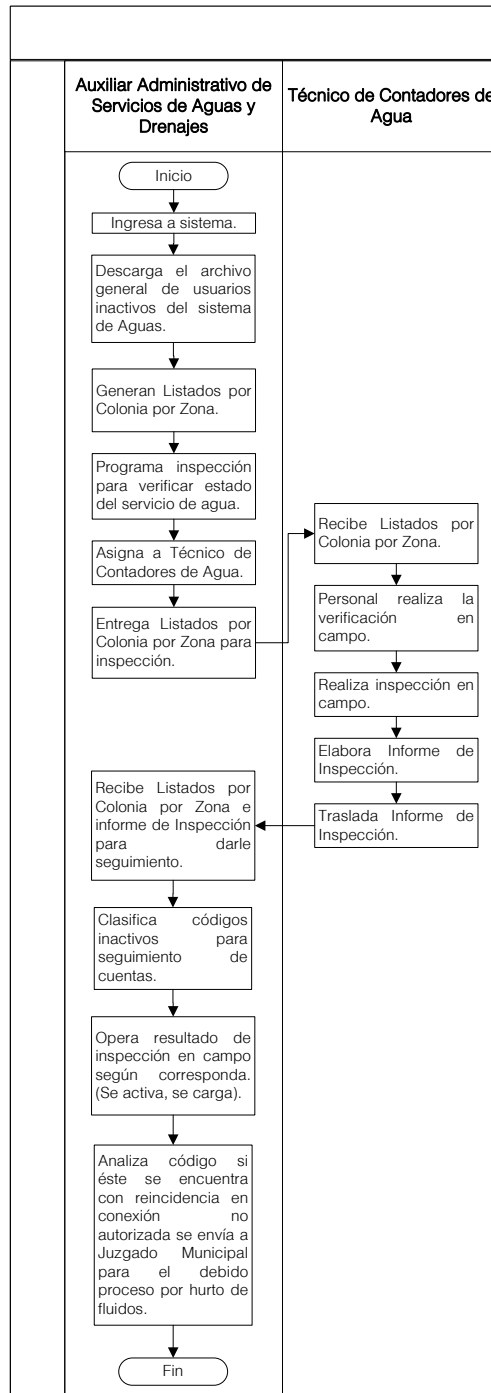 Auxiliar Administrativo de
Servicios de Aguas y
Drenajes
Técnico de Contadores de
Agua
Inicio
Ingresa a sistema.
Descarga el archivo
general de usuarios
inactivos del sistema
de Aguas.
Generan Listados por
Colonia por Zona.
Programa inspección
para verificar estado
del servicio de agua.
Asigna a Técnico de
Contadores de Agua.
Entrega Listados por
Colonia por Zona para
inspección.
Recibe Listados por
Colonia por Zona.
Personal realiza la
verificación en
campo.
Realiza inspección en
campo.
Elabora Informe de
Inspección.
Traslada Informe de
Inspección.
Recibe Listados por
Colonia por Zona e
informe de Inspección
para darle
seguimiento.
Clasifica códigos
inactivos para
seguimiento de
cuentas.
Opera resultado de
inspección en campo
según corresponda.
(Se activa, se carga).
Analiza código si
éste se encuentra
con reincidencia en
conexión no
autorizada se envía a
Juzgado Municipal
para el debido
proceso por hurto de
fluidos.
Fin